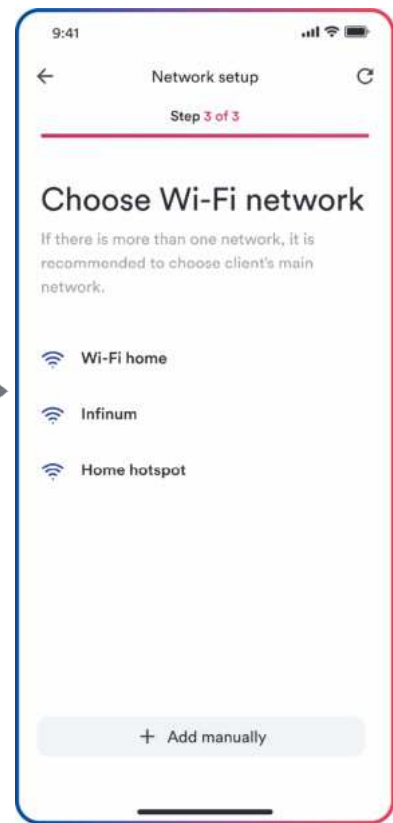 9:41
Network setup
Step 3 of 3
Choose Wi-Fi network
If there is more than one network, it is
recommended to choose client's main
network.
Wi-Fi home
Infinum
Home hotspot
+ Add manually